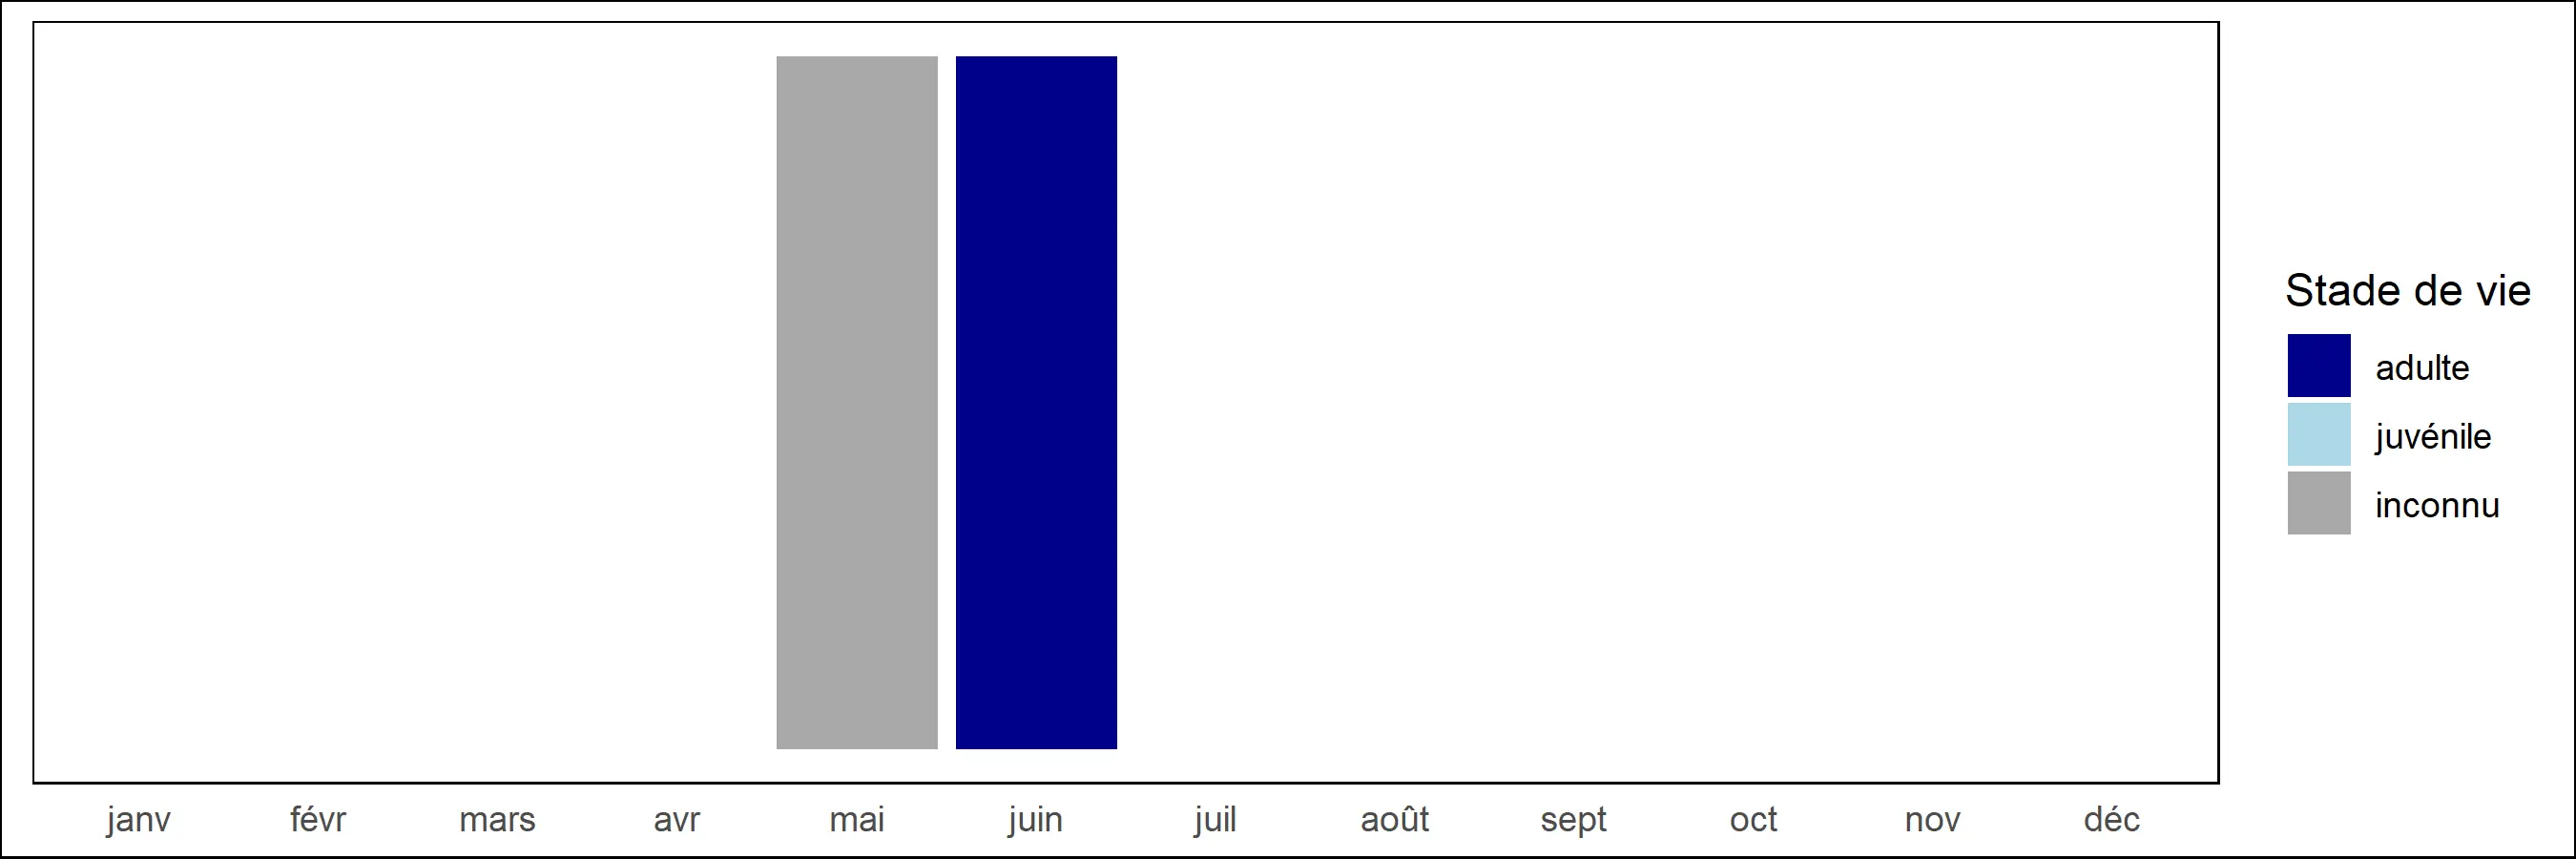 Stade de vie
adulte
juvénile
inconnu
janv févr mars avr mai juin juil août sept oct nov déc